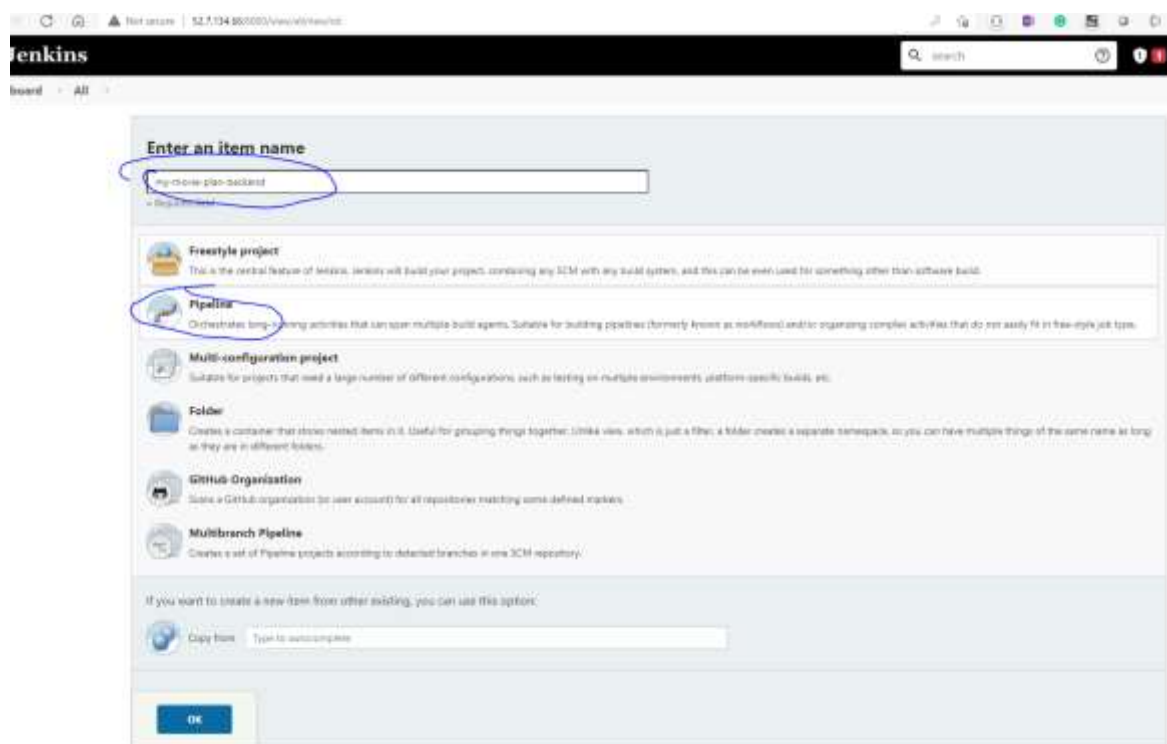 Not secure | 52.7.134.66:8080/view/all/newJob
Jenkins
search
board All
Enter an item name
my-movie-plan-backend
» Required field
Freestyle project
This is the central feature of Jenkins. Jenkins will build your project, combining any SCM with any build system, and this can be even used for something other than software build.
Pipeline
Orchestrates long-running activities that can span multiple build agents. Suitable for building pipelines (formerly known as workflows) and/or organizing complex activities that do not easily fit in free-style job type.
Multi-configuration project
Suitable for projects that need a large number of different configurations, such as testing on multiple environments, platform-specific builds, etc.
Folder
Creates a container that stores nested items in it. Useful for grouping things together. Unlike view, which is just a filter, a folder creates a separate namespace, so you can have multiple things of the same name as long
as they are in different folders.
GitHub Organization
Scans a GitHub organization (or user account) for all repositories matching some defined markers.
Multibranch Pipeline
Creates a set of Pipeline projects according to detected branches in one SCM repository.
If you want to create a new item from other existing, you can use this option:
Copy from Type to autocomplete
OK